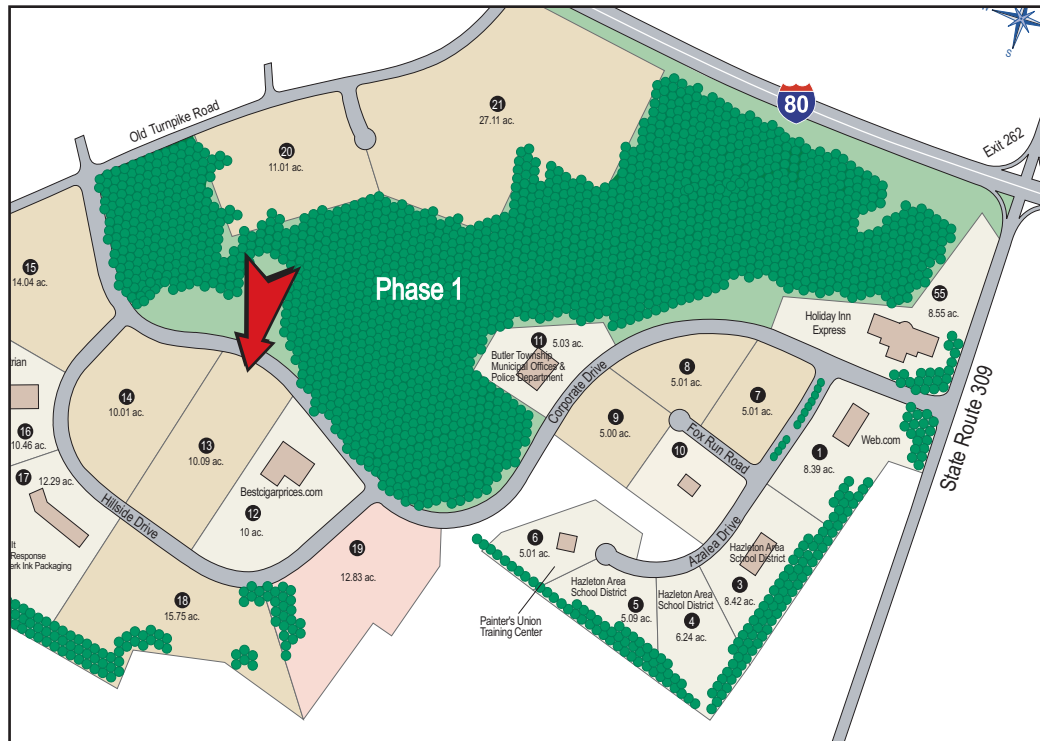 W
S
80
Exit 262
Old Turnpike Road
21
27.11 ac.
20
11.01 ac.
15
14.04 ac.
Phase 1
55
8.55 ac.
Holiday Inn
Express
State Route 309
11
5.03 ac.
Butler Township
Municipal Offices &
Police Department
Corporate Drive
8
5.01 ac.
7
5.01 ac.
9
5.00 ac.
Fox Run Road
10
1
Web.com
8.39 ac.
14
10.01 ac.
13
10.09 ac.
rian
16
10.46 ac.
17
12.29 ac.
Bestcigarprices.com
12
10 ac.
Hillside Drive
lt
Response
erk Ink Packaging
19
12.83 ac.
18
15.75 ac.
6
5.01 ac.
Painter's Union
Training Center
Azalea Drive
Hazleton Area
School District
5
5.09 ac.
Hazleton Area
School District
4
6.24 ac.
Hazleton Area
School District
3
8.42 ac.